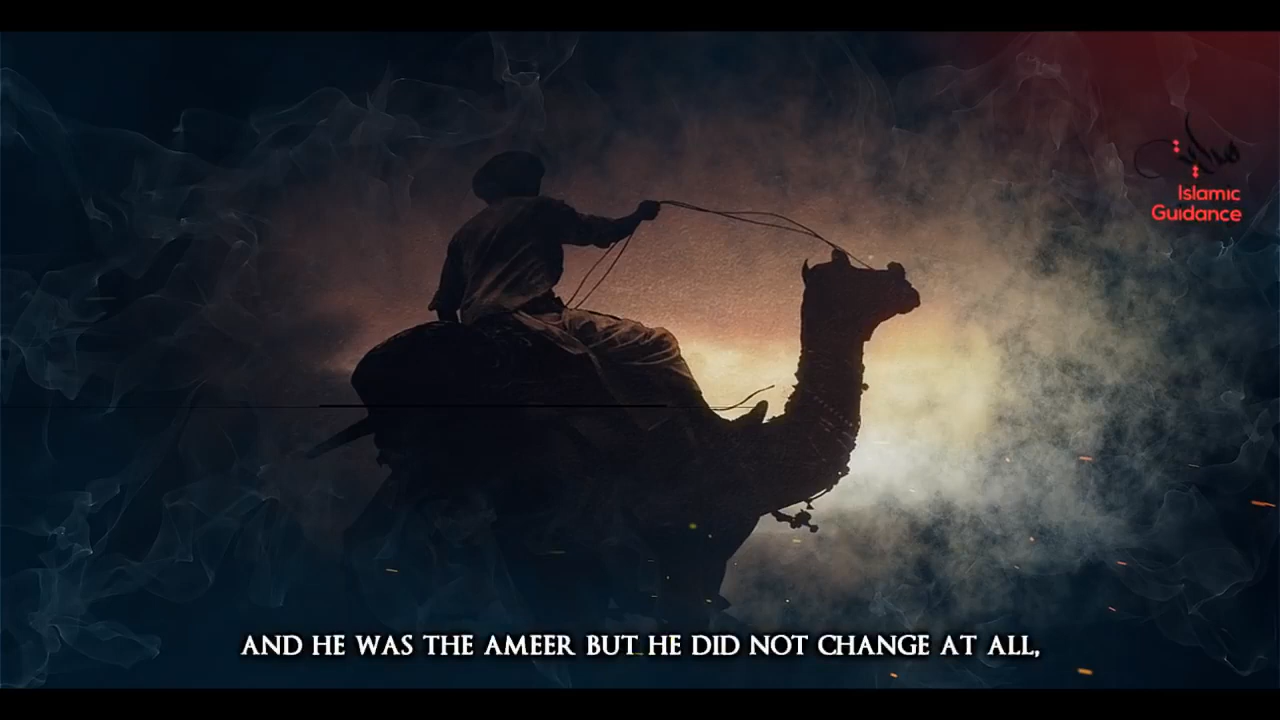 Islamic
Guidance
AND HE WAS THE AMEER BUT HE DID NOT CHANGE AT ALL,